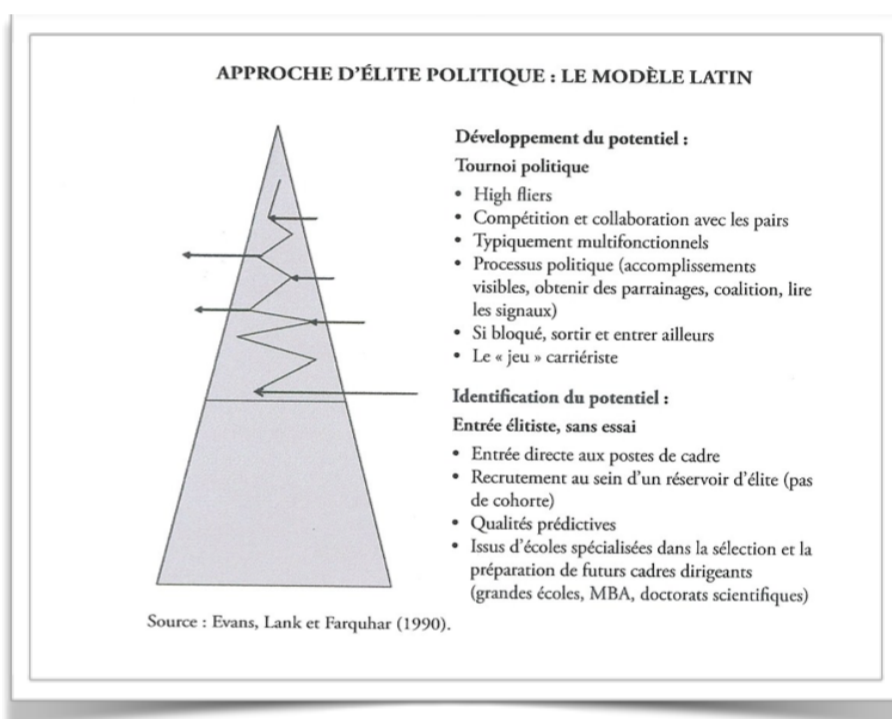 APPROCHE D'ÉLITE POLITIQUE : LE MODÈLE LATIN
Développement du potentiel :
Tournoi politique
• High fliers
• Compétition et collaboration avec les pairs
• Typiquement multifonctionnels
• Processus politique (accomplissements
visibles, obtenir des parrainages, coalition, lire
les signaux)
• Si bloqué, sortir et entrer ailleurs
• Le « jeu » carriériste
Identification du potentiel :
Entrée élitiste, sans essai
• Entrée directe aux postes de cadre
• Recrutement au sein d'un réservoir d'élite (pas
de cohorte)
• Qualités prédictives
• Issus d'écoles spécialisées dans la sélection et la
préparation de futurs cadres dirigeants
(grandes écoles, MBA, doctorats scientifiques)
Source : Evans, Lank et Farquhar (1990).